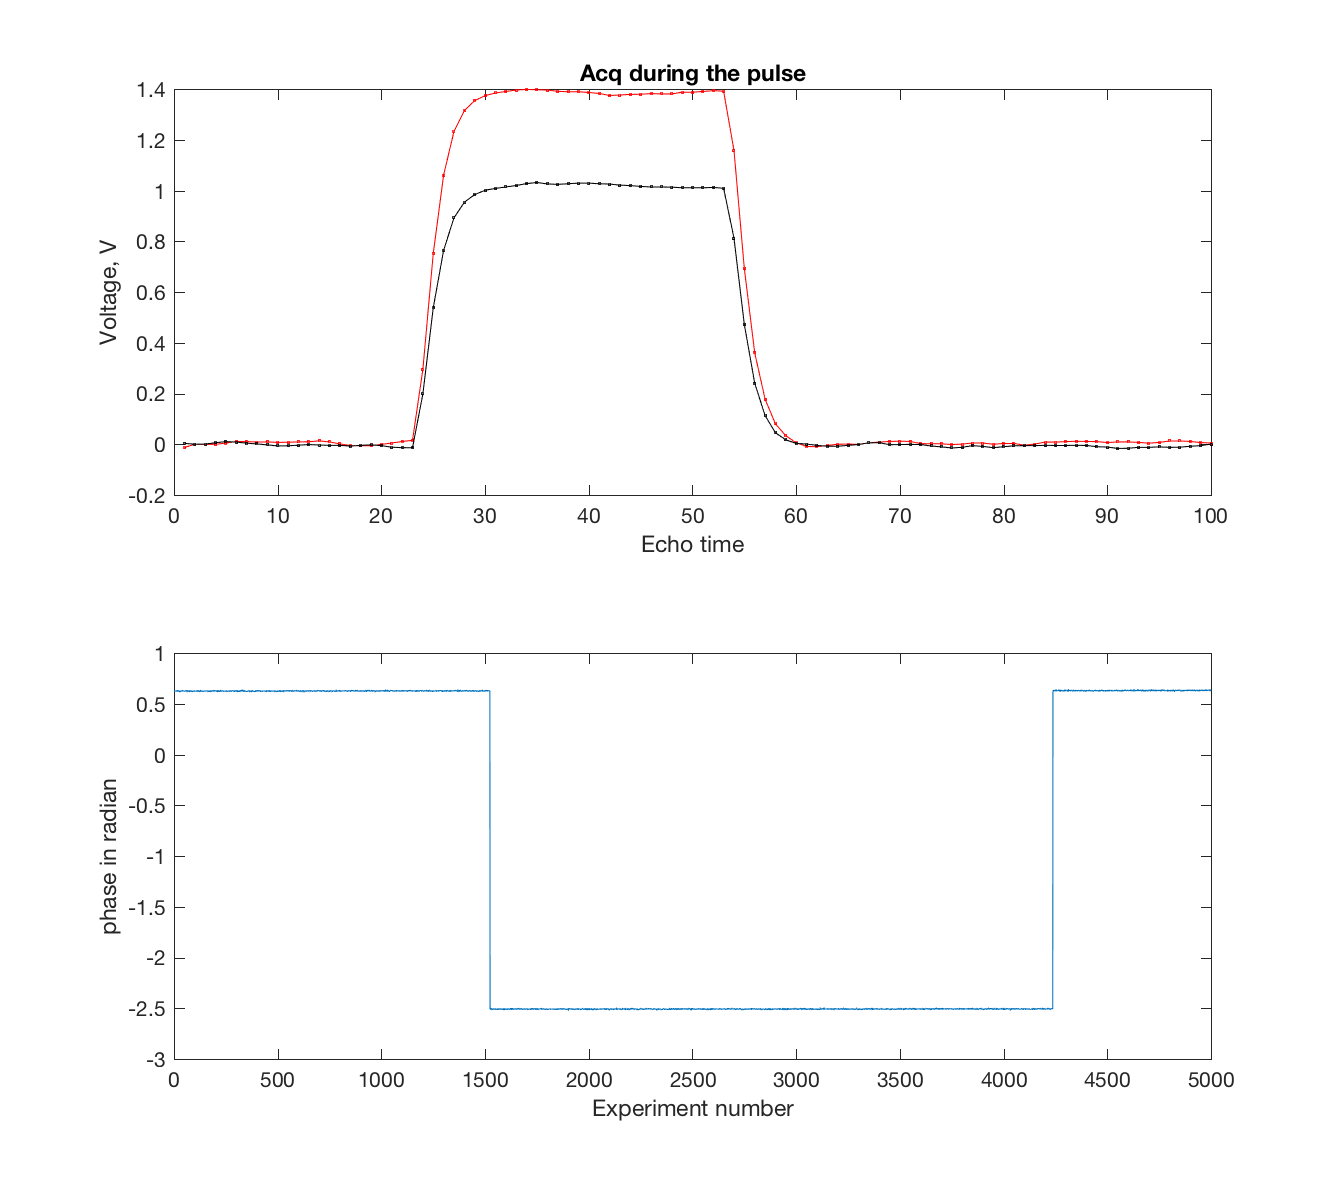 Acq during the pulse
1.4
1.2
1
0.8
0.6
0.4
0.2
0
-0.2
Voltage, V
0 10 20 30 40 50 60 70 80 90 100
Echo time
1
0.5
0
-0.5
-1
-1.5
-2
-2.5
-3
phase in radian
0 500 1000 1500 2000 2500 3000 3500 4000 4500 5000
Experiment number